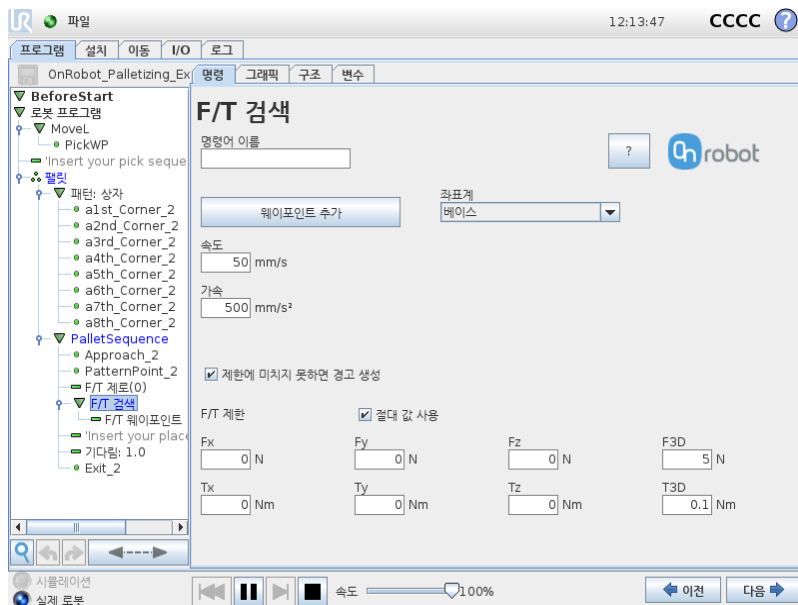 파일
12:13:47
CCCC
?
프로그램 설치 이동 I/O 로그
OnRobot_Palletizing_Ex
명령 그래픽 구조 변수
BeforeStart
로봇 프로그램
MoveL
PickWP
'Insert your pick seque
팔릿
패턴: 상자
a1st_Corner_2
a2nd_Corner_2
a3rd_Corner_2
a4th_Corner_2
a5th_Corner_2
a6th_Corner_2
a7th_Corner_2
a8th_Corner_2
PalletSequence
Approach_2
PatternPoint_2
F/T 제로(0)
F/T 검색
F/T 웨이포인트
'Insert your place
기다림: 1.0
Exit_2
시뮬레이션
실제 로봇
F/T 검색
명령어 이름
?
On robot
웨이포인트 추가
좌표계
베이스
속도
50 mm/s
가속
500 mm/s²
제한에 미치지 못하면 경고 생성
F/T 제한
절대 값 사용
Fx Fy Fz F3D
0 N 0 N 0 N 5 N
Tx Ty Tz T3D
0 Nm 0 Nm 0 Nm 0.1 Nm
속도 100%
이전
다음